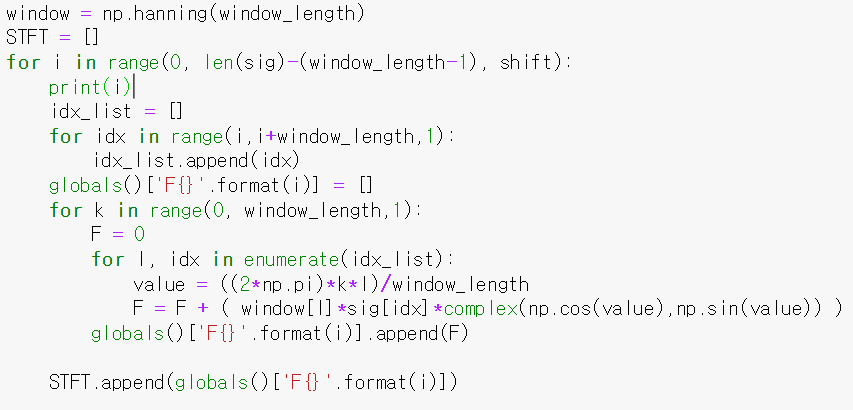 window = np.hanning(window_length)
STFT = []
for i in range(0, len(sig)-(window_length-1), shift):
    print(i)
    idx_list = []
    for idx in range(i,i+window_length,1):
        idx_list.append(idx)
    globals()['F{}'.format(i)] = []
    for k in range(0, window_length,1):
        F = 0
        for l, idx in enumerate(idx_list):
            value = ((2*np.pi)*k*l)/window_length
            F = F + ( window[l]*sig[idx]*complex(np.cos(value),np.sin(value)) )
        globals()['F{}'.format(i)].append(F)
    STFT.append(globals()['F{}'.format(i)])